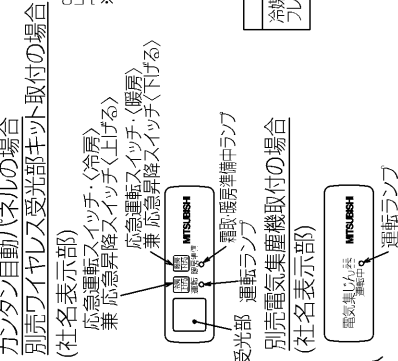 カンタン自動パネルの場合
別売ワイヤレス受光部キット取付の場合
(社名表示部)
応急運転スイッチ・〈冷房〉
兼 応急昇降スイッチ〈上げる〉
応急運転スイッチ・〈暖房〉
兼 応急昇降スイッチ〈下げる〉
MITSUBISHI
霜取・暖房準備中ランプ
受光部
運転ランプ
別売電気集塵機取付の場合
(社名表示部)
電気集じん器
運転中
MITSUBISHI
運転ランプ
冷媒
フレ